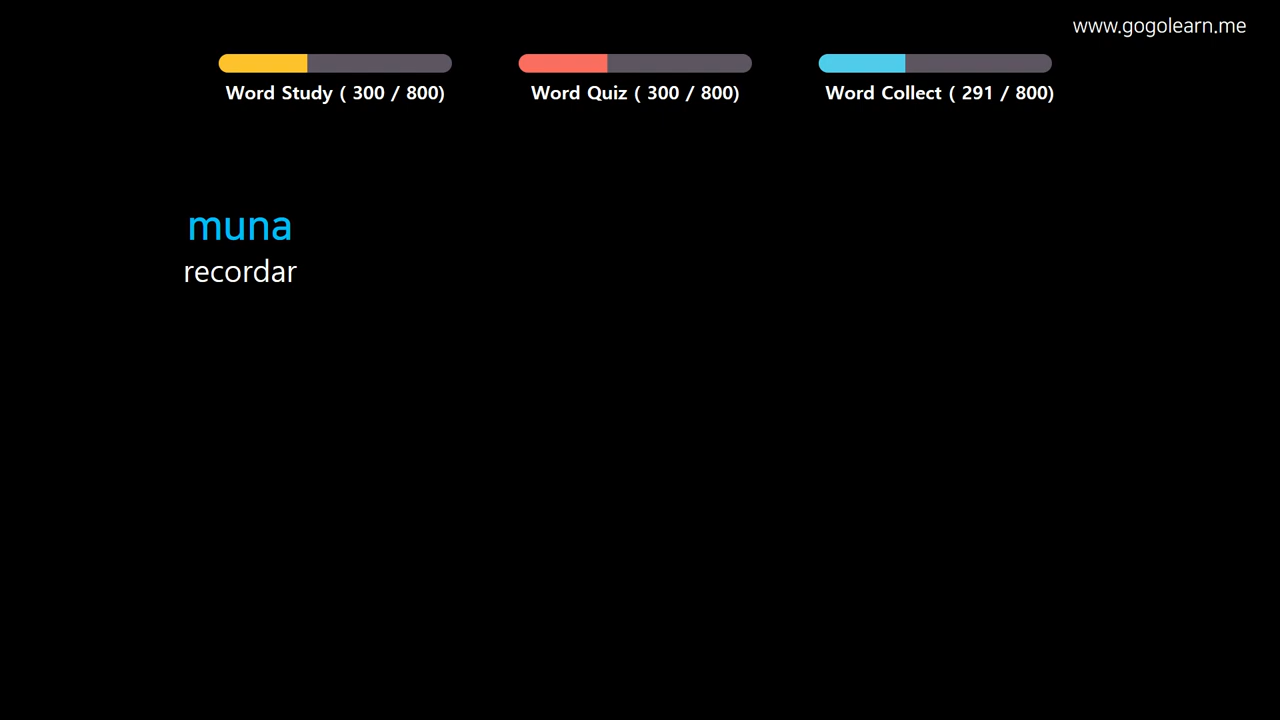 www.gogolearn.me
Word Study ( 300 / 800)
Word Quiz ( 300 / 800)
Word Collect ( 291 / 800)
muna
recordar